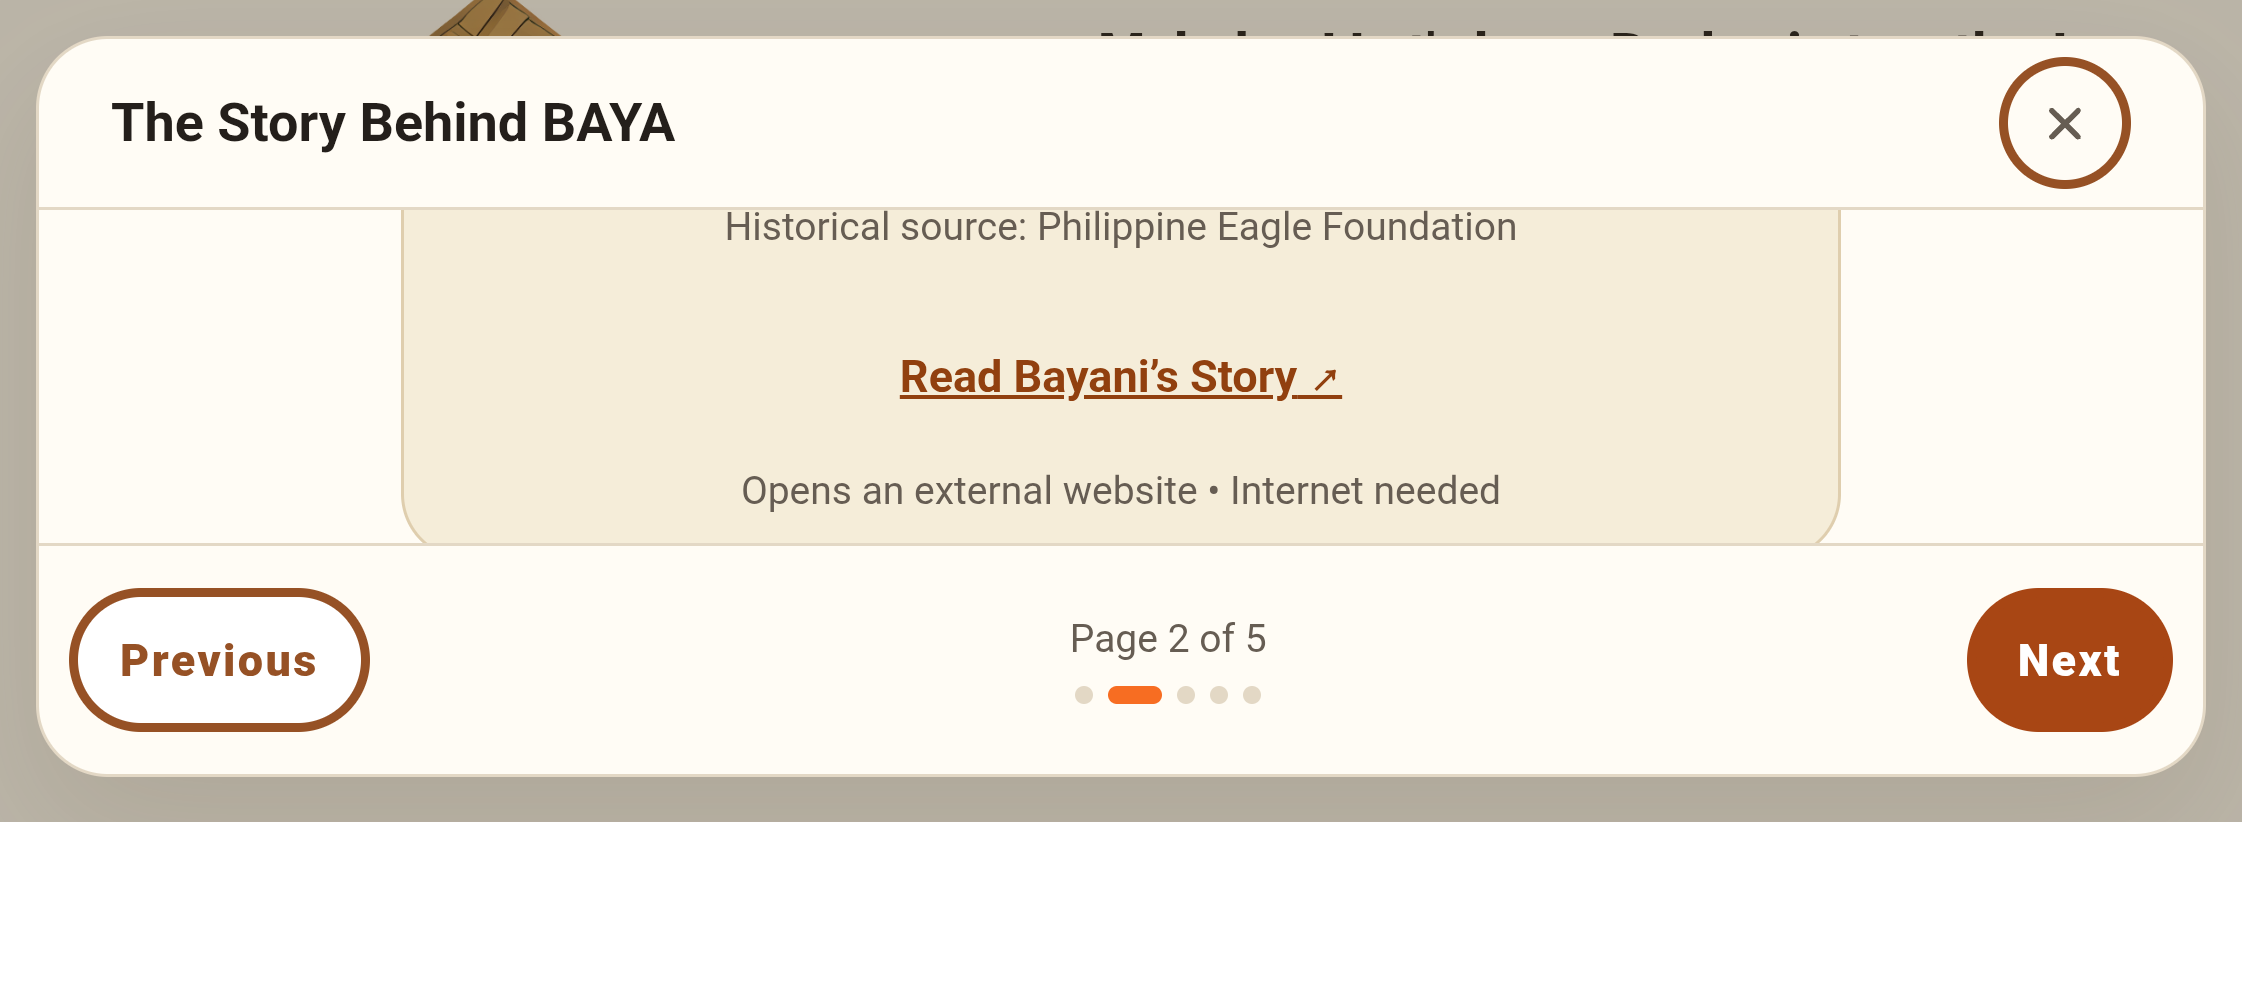 The Story Behind BAYA
Historical source: Philippine Eagle Foundation
Read Bayani’s Story ↗
Opens an external website • Internet needed
Previous
Page 2 of 5
Next